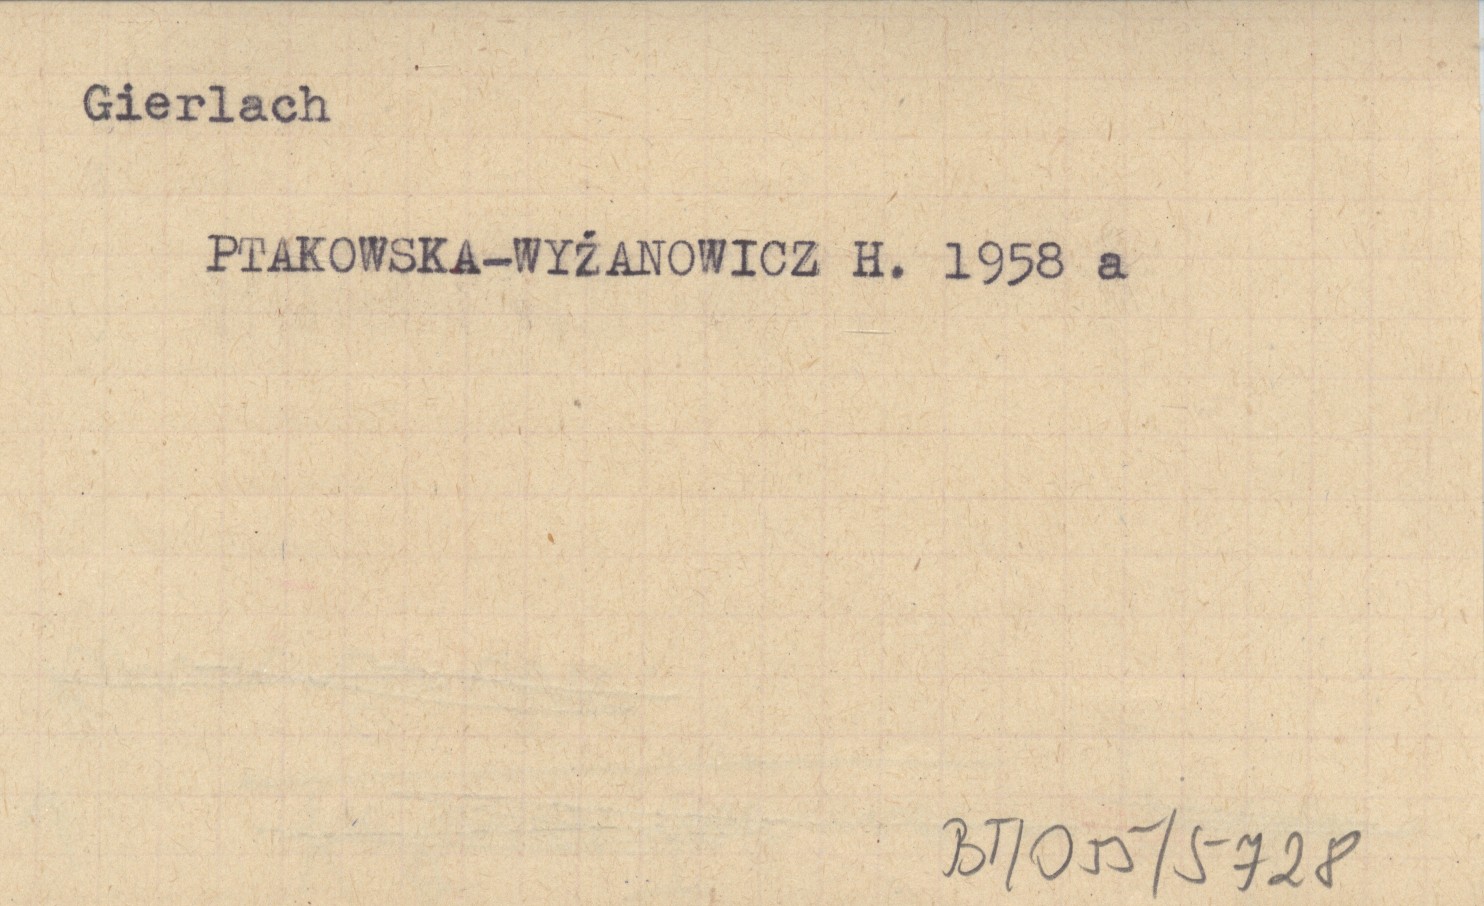 Gierlach
PTAKOWSKA-WYŻANOWICZ H. 1958 a
BT/055/5728